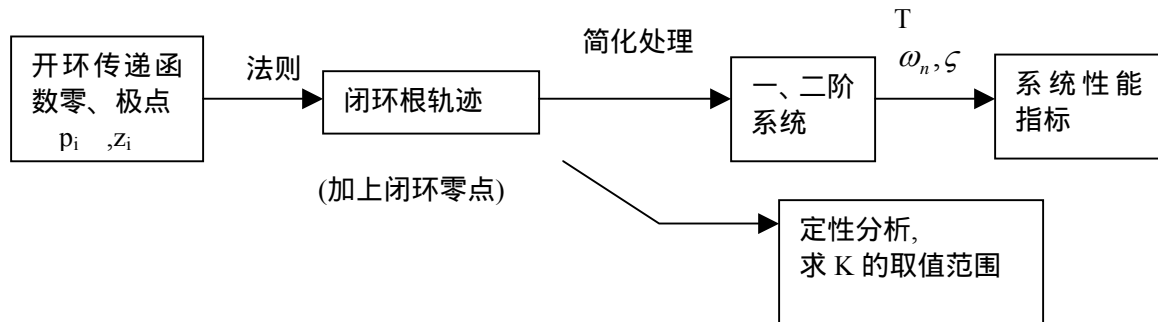 开环传递函
数零、极点
pᵢ ,zᵢ
法则
闭环根轨迹
(加上闭环零点)
简化处理
一、二阶
系统
T
ωₙ,ς
系统性能
指标
定性分析,
求 K 的取值范围